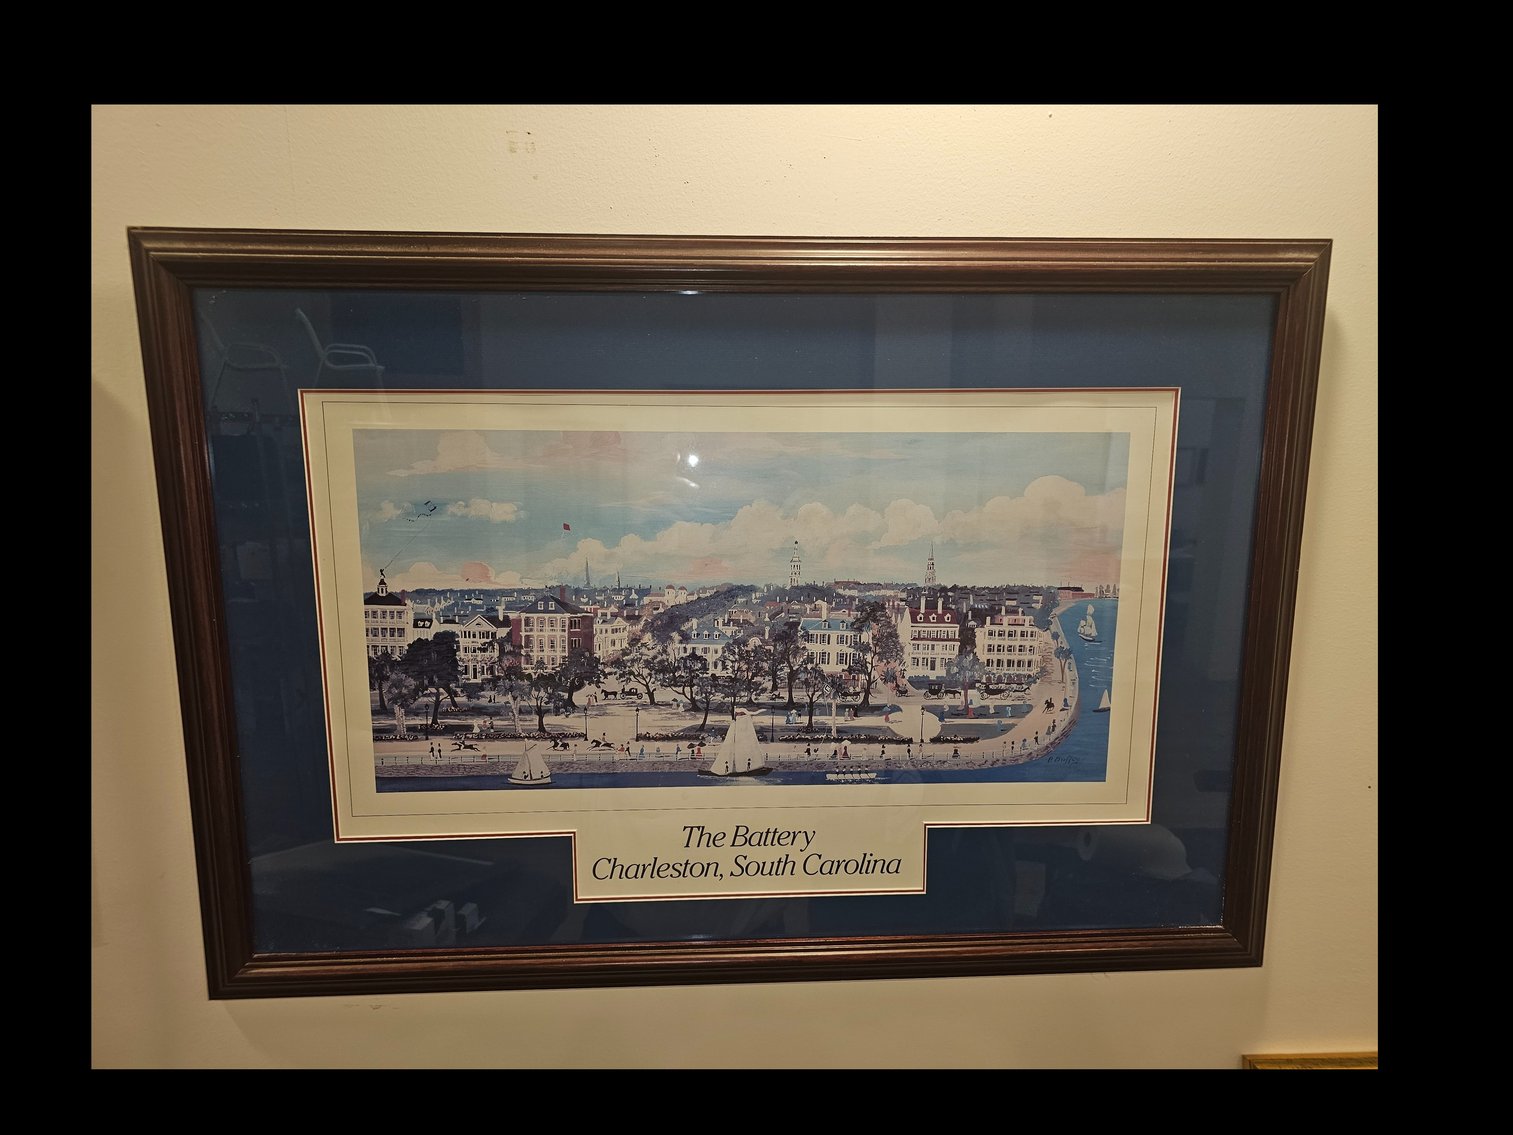 The Battery
Charleston, South Carolina